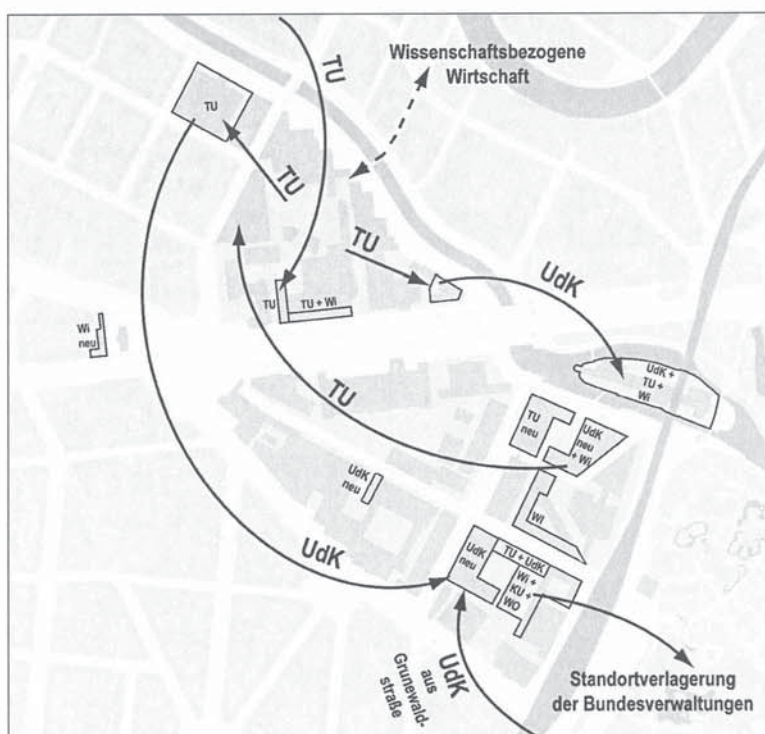 TU
Wissenschaftsbezogene
Wirtschaft
TU
TU
TU
UdK
TU
TU + Wi
Wi
neu
UdK +
TU +
Wi
TU
TU
neu
UdK
neu
+ Wi
UdK
neu
Wi
UdK
UdK
neu
TU + UdK
Wi +
KU +
WO
UdK
aus
Grunewald-
straße
Standortverlagerung
der Bundesverwaltungen